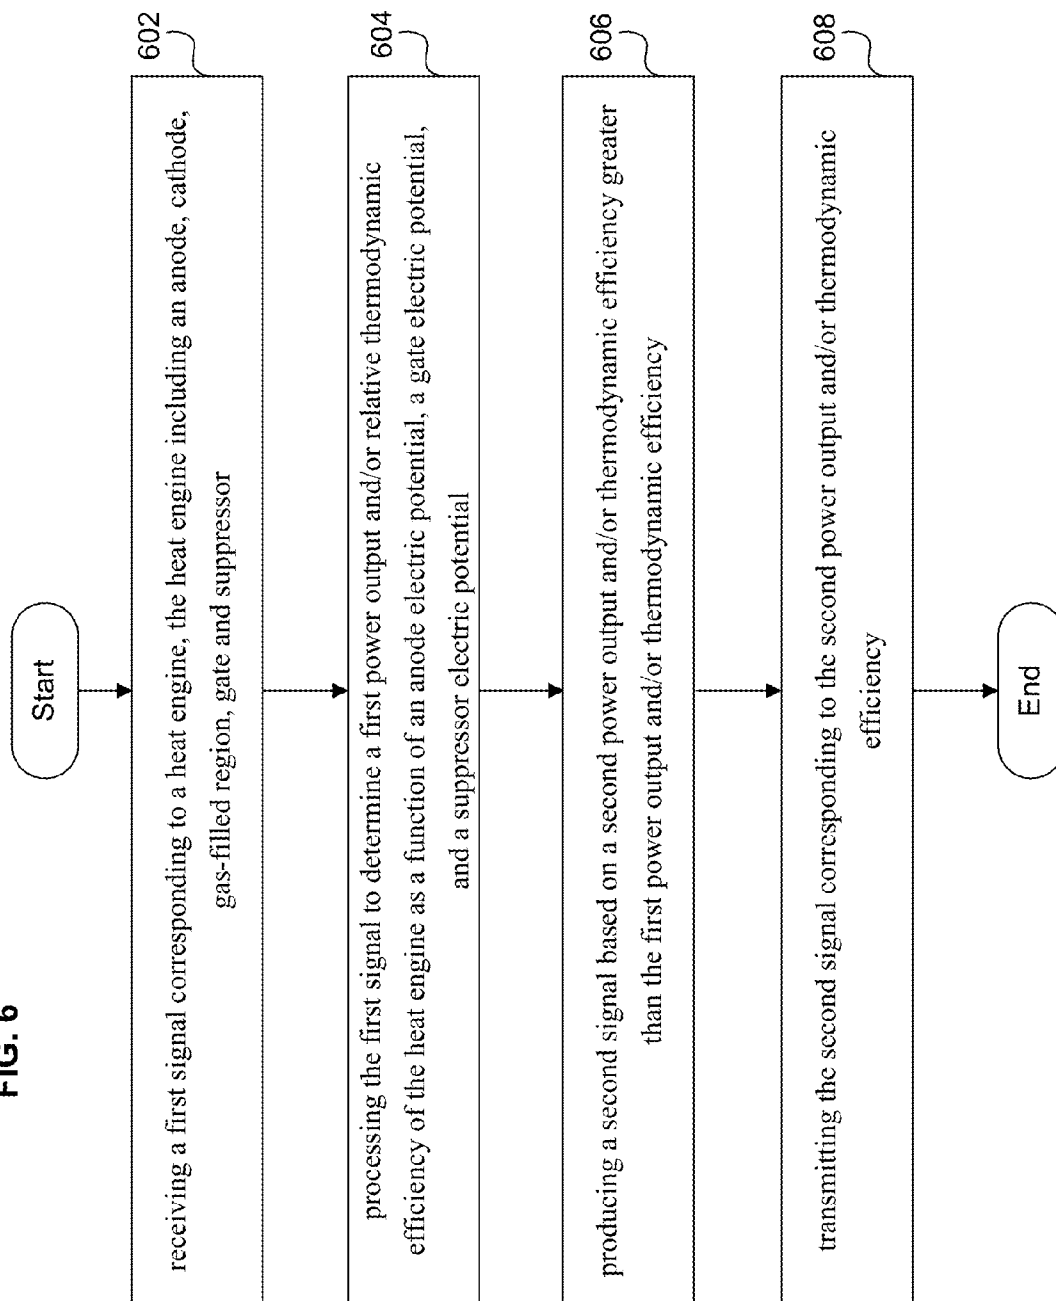 FIG. 6
Start
602
receiving a first signal corresponding to a heat engine, the heat engine including an anode, cathode,
gas-filled region, gate and suppressor
604
processing the first signal to determine a first power output and/or relative thermodynamic
efficiency of the heat engine as a function of an anode electric potential, a gate electric potential,
and a suppressor electric potential
606
producing a second signal based on a second power output and/or thermodynamic efficiency greater
than the first power output and/or thermodynamic efficiency
608
transmitting the second signal corresponding to the second power output and/or thermodynamic
efficiency
End